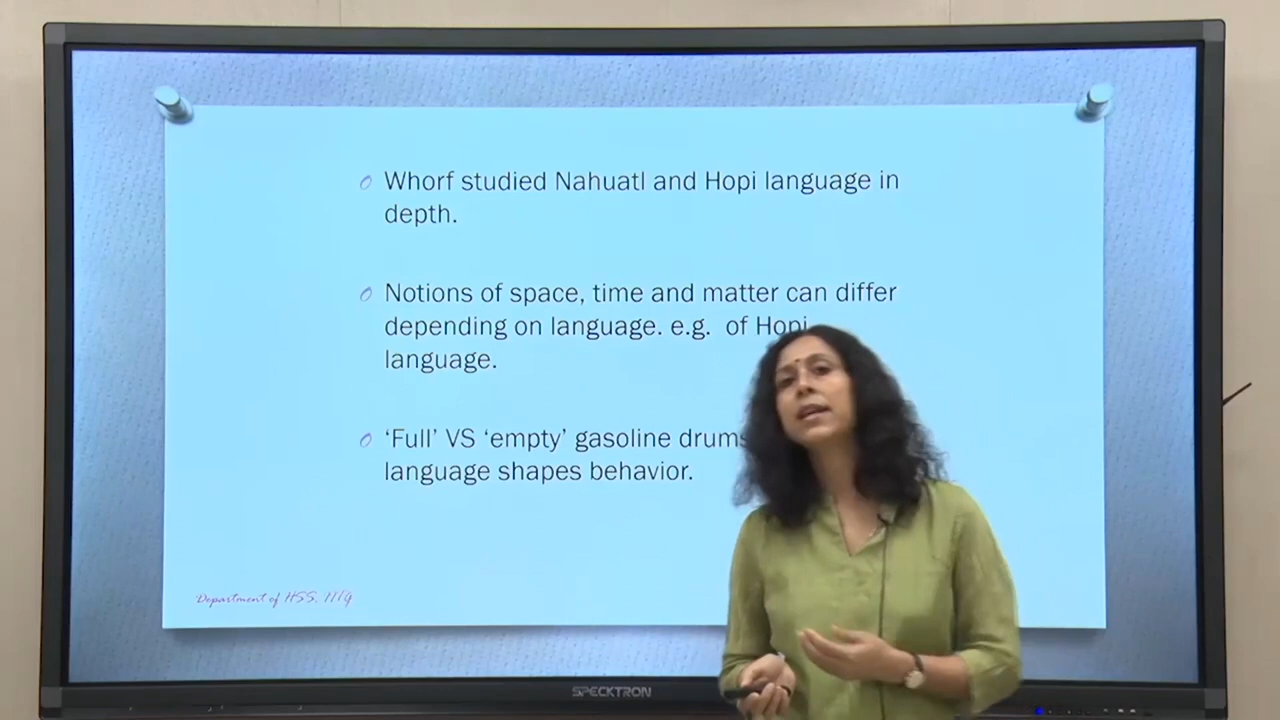 Whorf studied Nahuatl and Hopi language in
depth.
Notions of space, time and matter can differ
depending on language. e.g. of Hopi
language.
‘Full’ VS ‘empty’ gasoline drums
language shapes behavior.
Department of HSS, IITG
SPECKTRON